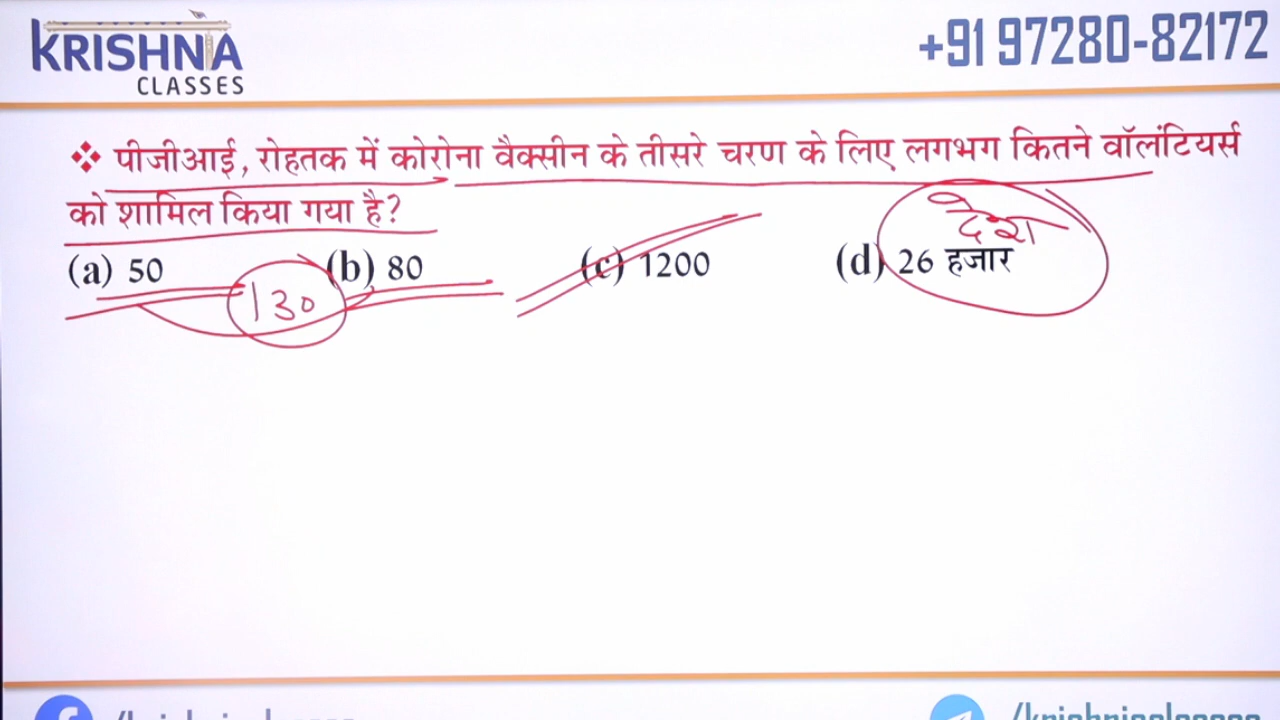 KRISHNA
CLASSES
+91 97280-82172
❖ पीजीआई, रोहतक में कोरोना वैक्सीन के तीसरे चरण के लिए लगभग कितने वॉलंटियर्स
को शामिल किया गया है?
देश
(a) 50 (b) 80 (c) 1200 (d) 26 हजार
130